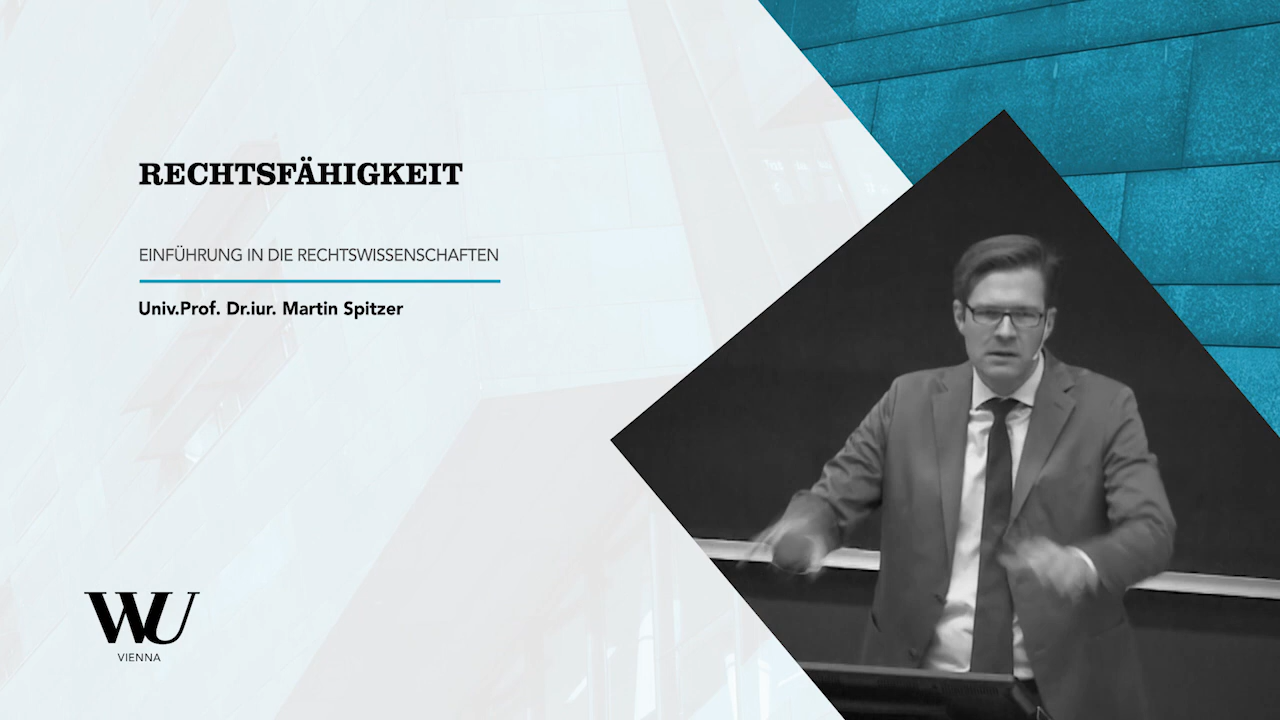 RECHTSFÄHIGKEIT
EINFÜHRUNG IN DIE RECHTSWISSENSCHAFTEN
Univ.Prof. Dr.iur. Martin Spitzer
WU
VIENNA